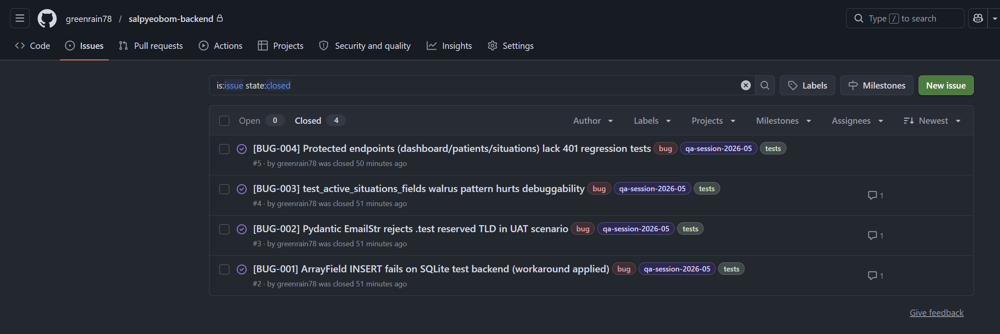 greenrain78 / salpyeobom-backend
Type / to search
Code Issues Pull requests Actions Projects Security and quality Insights Settings
is:issue state:closed
Labels Milestones New issue
Open 0 Closed 4 Author Labels Projects Milestones Assignees Newest
[BUG-004] Protected endpoints (dashboard/patients/situations) lack 401 regression tests bug qa-session-2026-05 tests
#5 · by greenrain78 was closed 50 minutes ago
[BUG-003] test_active_situations_fields walrus pattern hurts debuggability bug qa-session-2026-05 tests
1
#4 · by greenrain78 was closed 51 minutes ago
[BUG-002] Pydantic EmailStr rejects .test reserved TLD in UAT scenario bug qa-session-2026-05 tests
1
#3 · by greenrain78 was closed 51 minutes ago
[BUG-001] ArrayField INSERT fails on SQLite test backend (workaround applied) bug qa-session-2026-05 tests
1
#2 · by greenrain78 was closed 51 minutes ago
Give feedback